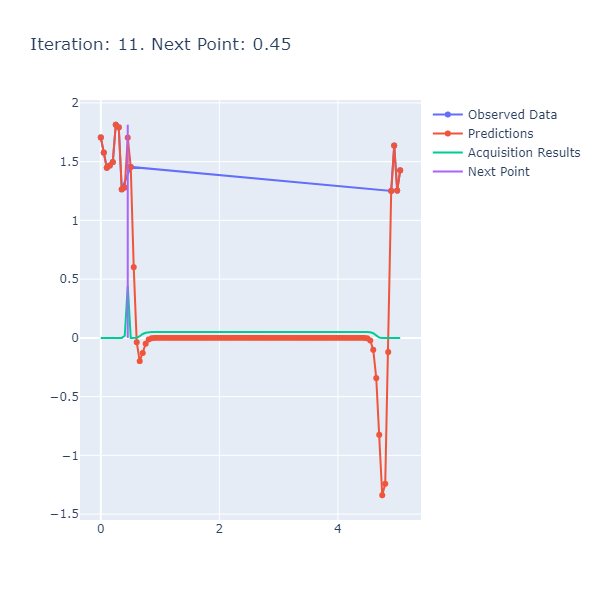 Iteration: 11. Next Point: 0.45
Observed Data
Predictions
Acquisition Results
Next Point
2
1.5
1
0.5
0
−0.5
−1
−1.5
0
2
4